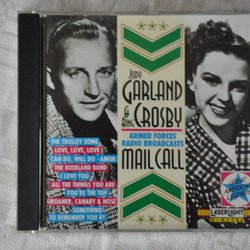 JUDY
GARLAND
& BING
CROSBY
ARMED FORCES
RADIO BROADCASTS
MAIL CALL
THE TROLLEY SONG
LOVE, LOVE, LOVE
CAN DO, WILL DO - AMOR
THE DIXIELAND BAND
I LOVE YOU
ALL THE THINGS YOU ARE
YOU'RE THE TOP
GROANER, CANARY & NOSE
SOMETHING
TO REMEMBER YOU BY
LASERLIGHT
DIGITAL